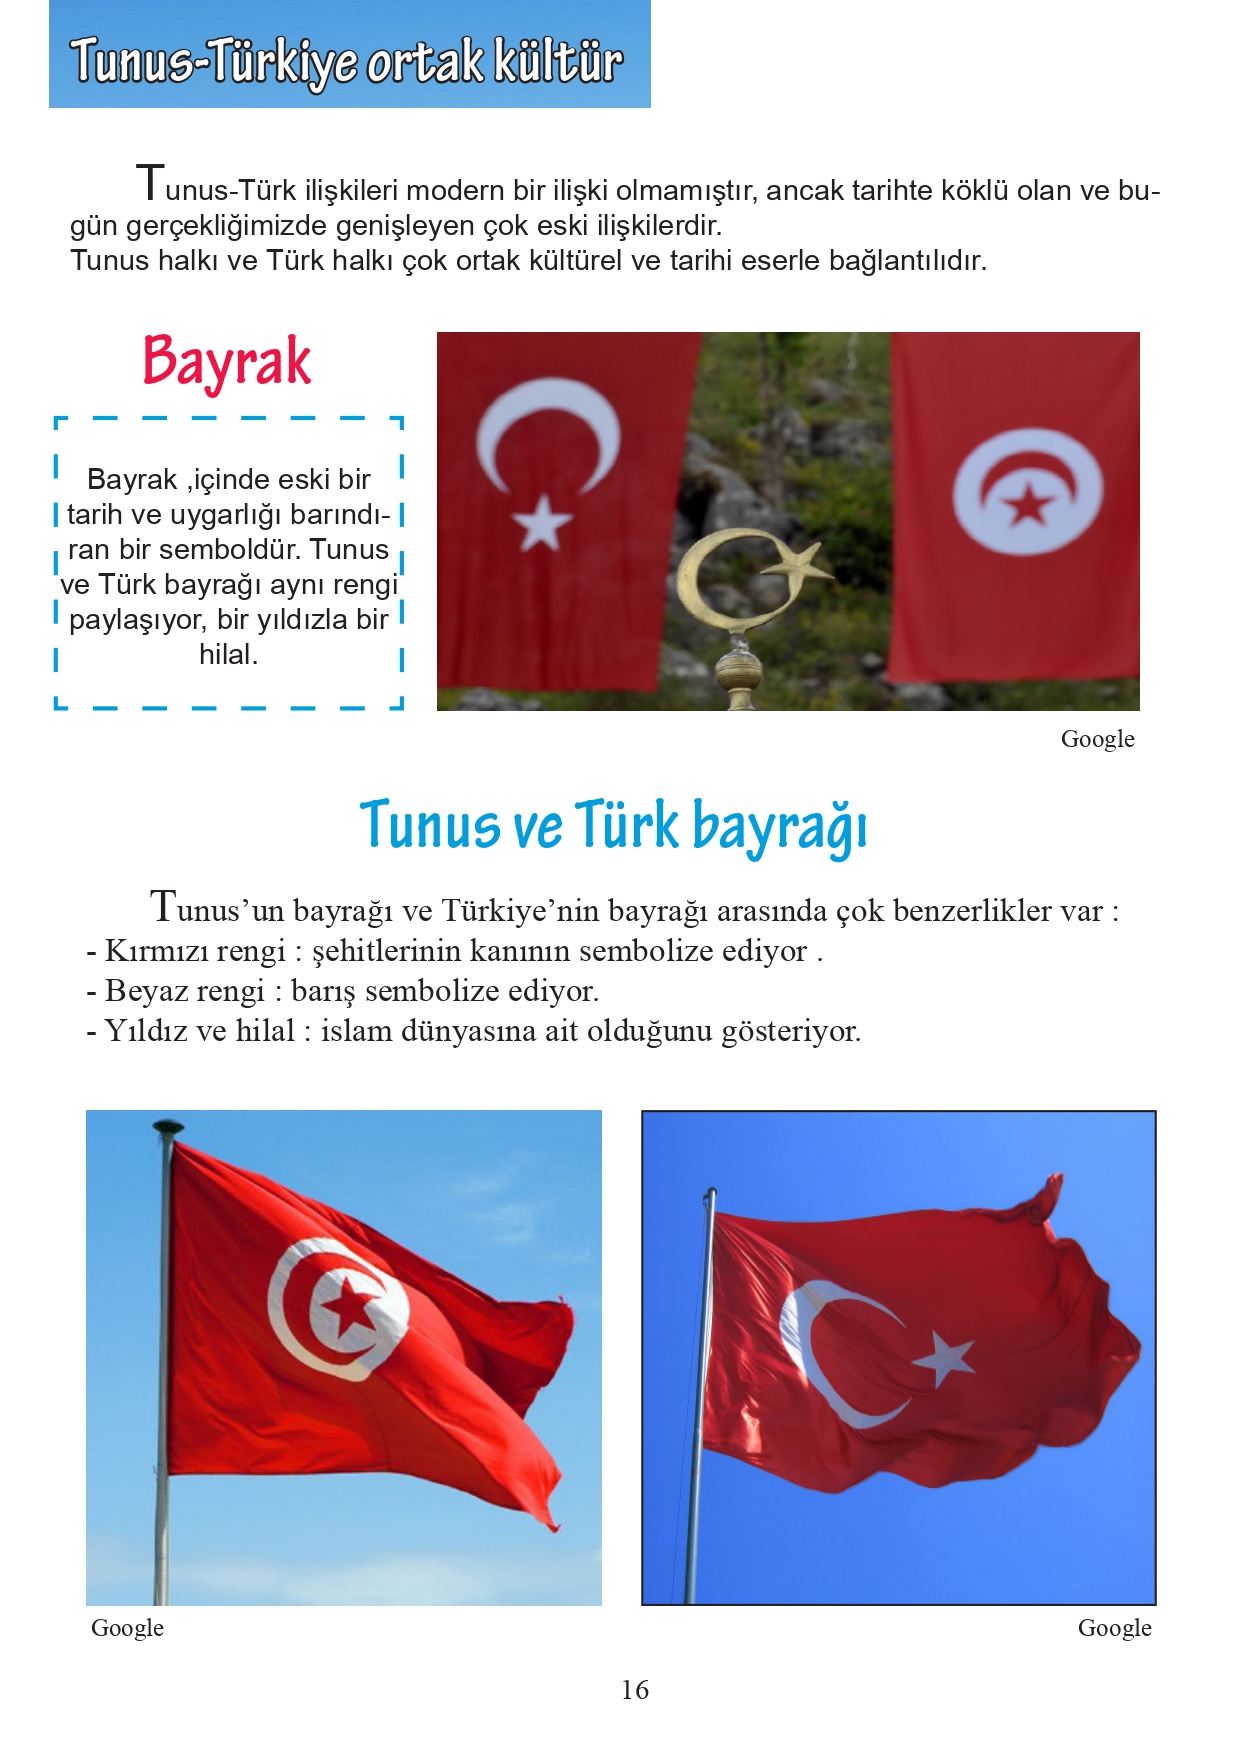 Tunus-Türkiye ortak kültür
Tunus-Türk ilişkileri modern bir ilişki olmamıştır, ancak tarihte köklü olan ve bu-
gün gerçekliğimizde genişleyen çok eski ilişkilerdir.
Tunus halkı ve Türk halkı çok ortak kültürel ve tarihi eserle bağlantılıdır.
Bayrak
Bayrak ,içinde eski bir
tarih ve uygarlığı barındı-
ran bir semboldür. Tunus
ve Türk bayrağı aynı rengi
paylaşıyor, bir yıldızla bir
hilal.
Google
Tunus ve Türk bayrağı
Tunus’un bayrağı ve Türkiye’nin bayrağı arasında çok benzerlikler var :
- Kırmızı rengi : şehitlerinin kanının sembolize ediyor .
- Beyaz rengi : barış sembolize ediyor.
- Yıldız ve hilal : islam dünyasına ait olduğunu gösteriyor.
Google
Google
16